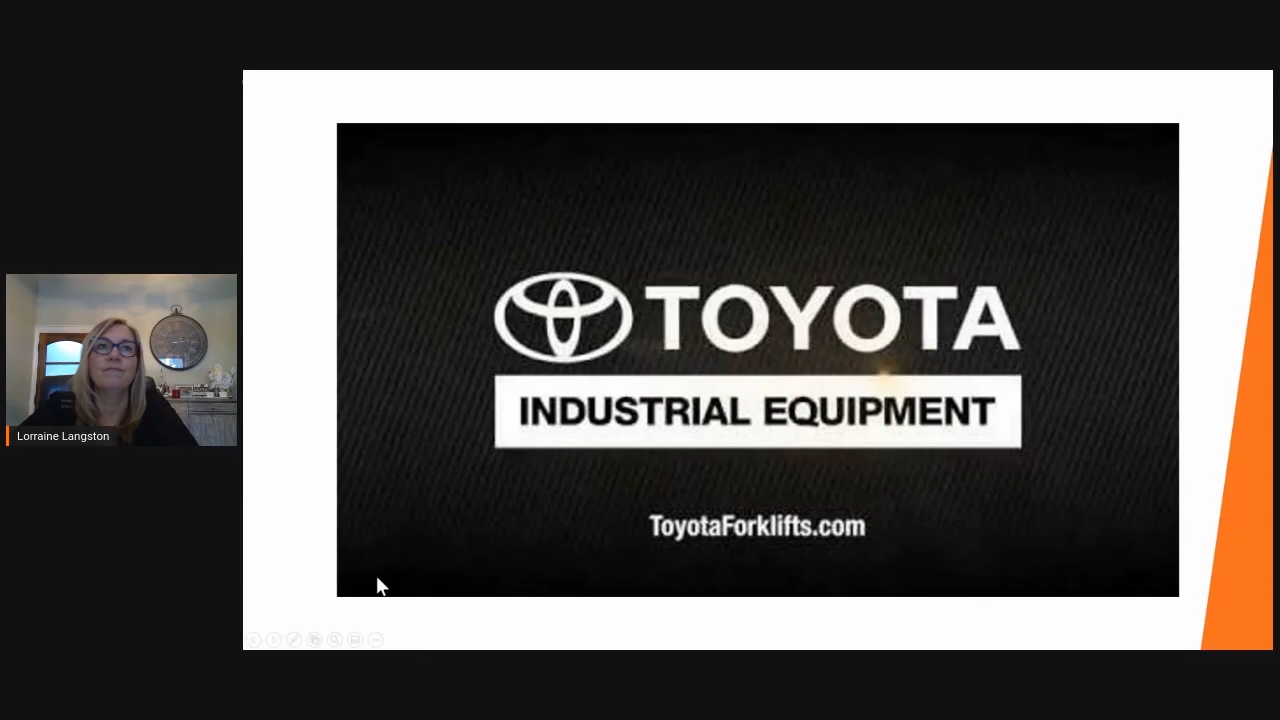 Lorraine Langston
TOYOTA
INDUSTRIAL EQUIPMENT
ToyotaForklifts.com